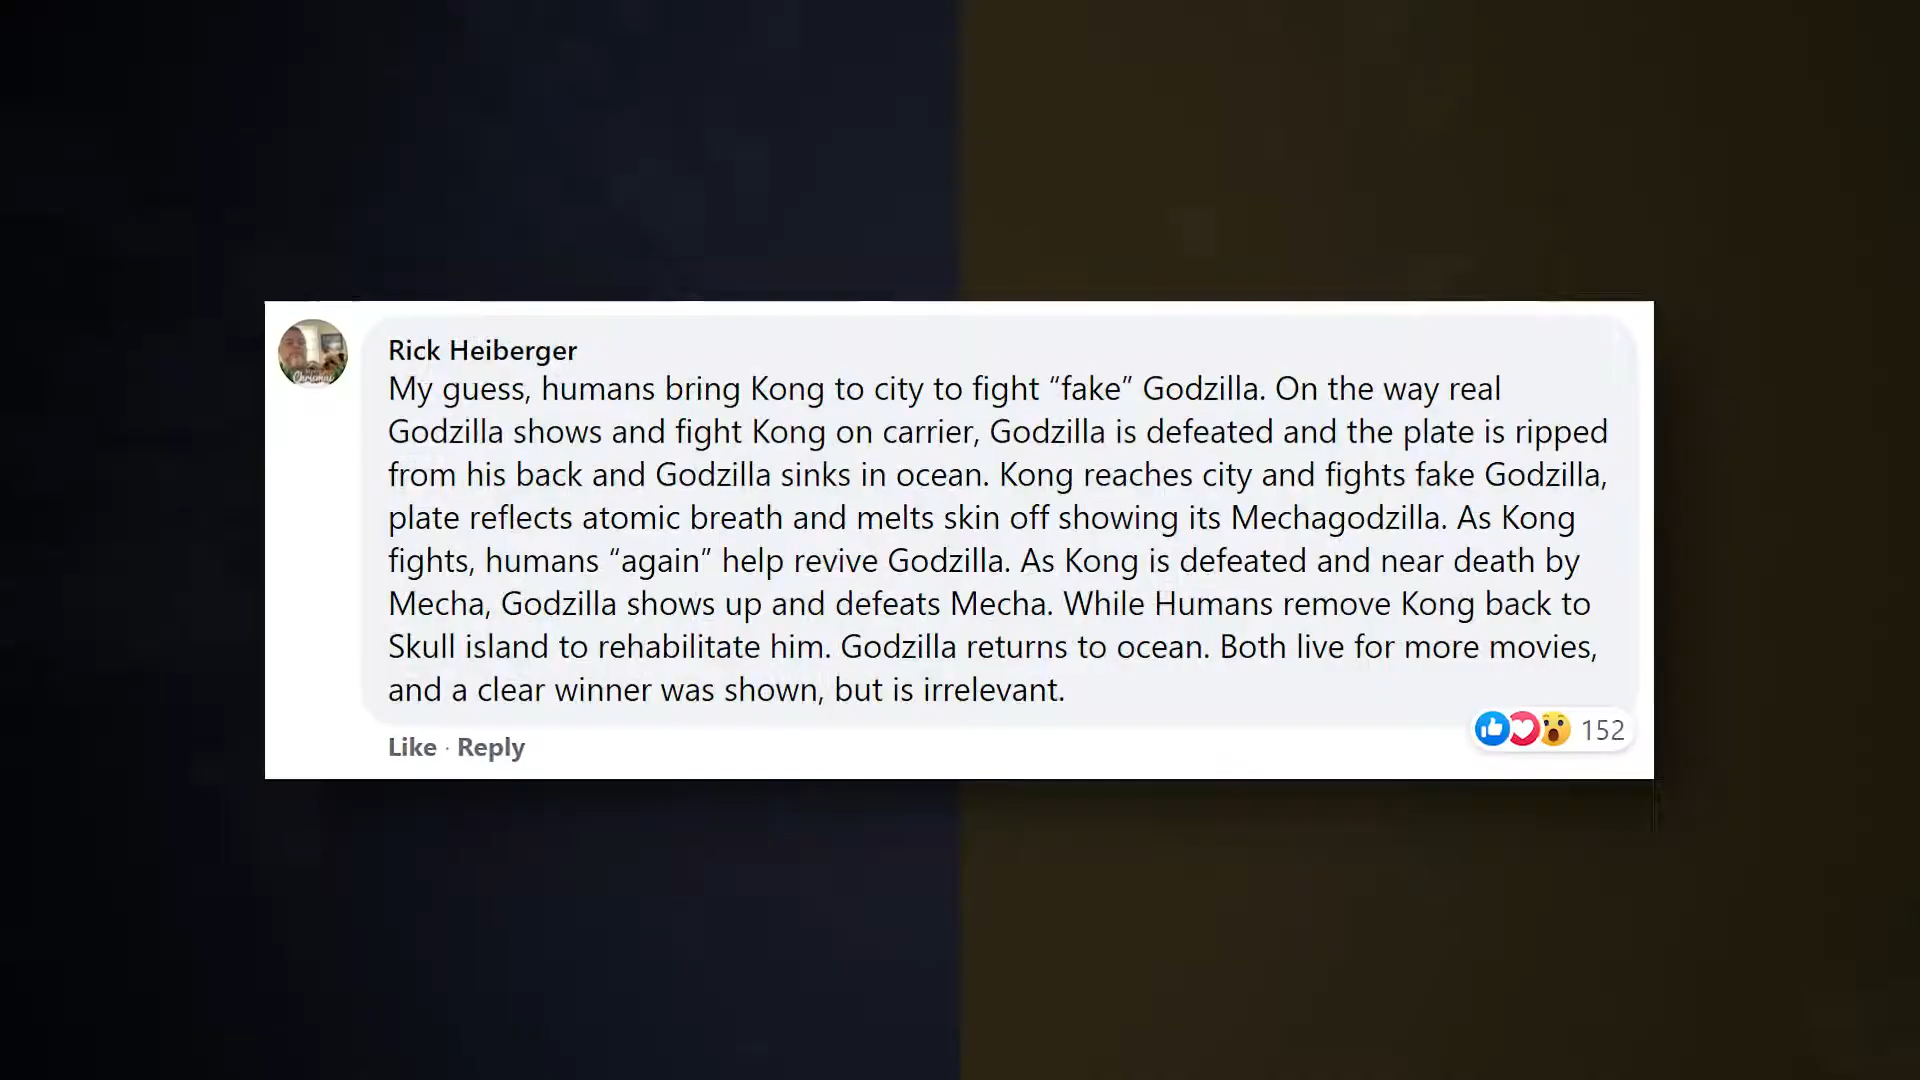 Rick Heiberger
My guess, humans bring Kong to city to fight “fake” Godzilla. On the way real
Godzilla shows and fight Kong on carrier, Godzilla is defeated and the plate is ripped
from his back and Godzilla sinks in ocean. Kong reaches city and fights fake Godzilla,
plate reflects atomic breath and melts skin off showing its Mechagodzilla. As Kong
fights, humans “again” help revive Godzilla. As Kong is defeated and near death by
Mecha, Godzilla shows up and defeats Mecha. While Humans remove Kong back to
Skull island to rehabilitate him. Godzilla returns to ocean. Both live for more movies,
and a clear winner was shown, but is irrelevant.
Like · Reply
152